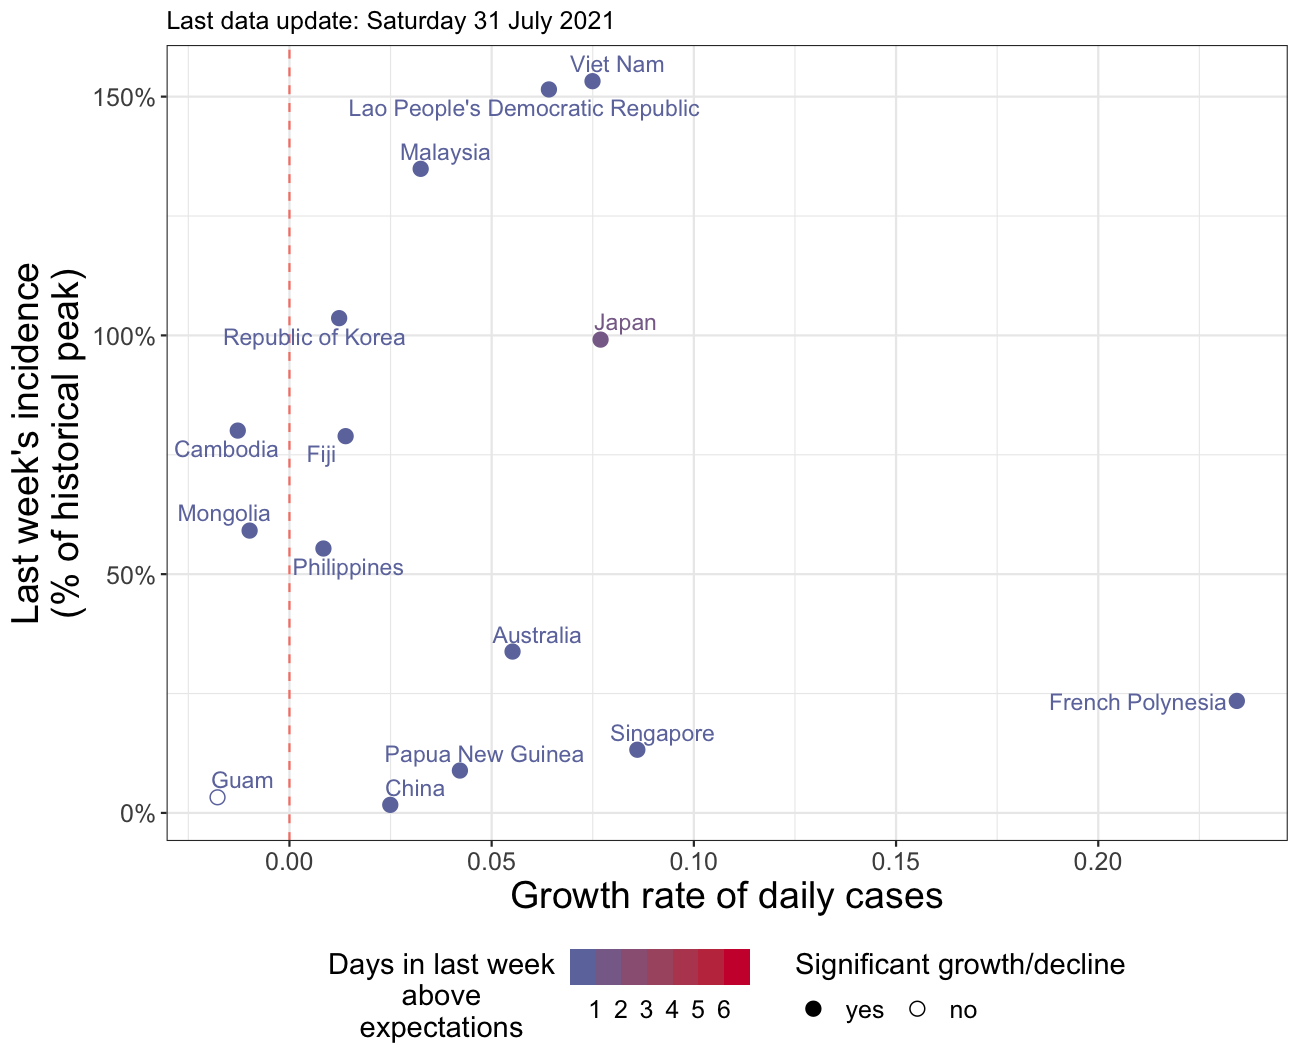 Last data update: Saturday 31 July 2021
Last week's incidence
(% of historical peak)
150%
100%
50%
0%
Viet Nam
Lao People's Democratic Republic
Malaysia
Republic of Korea
Japan
Cambodia
Fiji
Mongolia
Philippines
Australia
French Polynesia
Singapore
Papua New Guinea
Guam
China
0.00 0.05 0.10 0.15 0.20
Growth rate of daily cases
Days in last week
above
expectations
1 2 3 4 5 6
Significant growth/decline
yes no